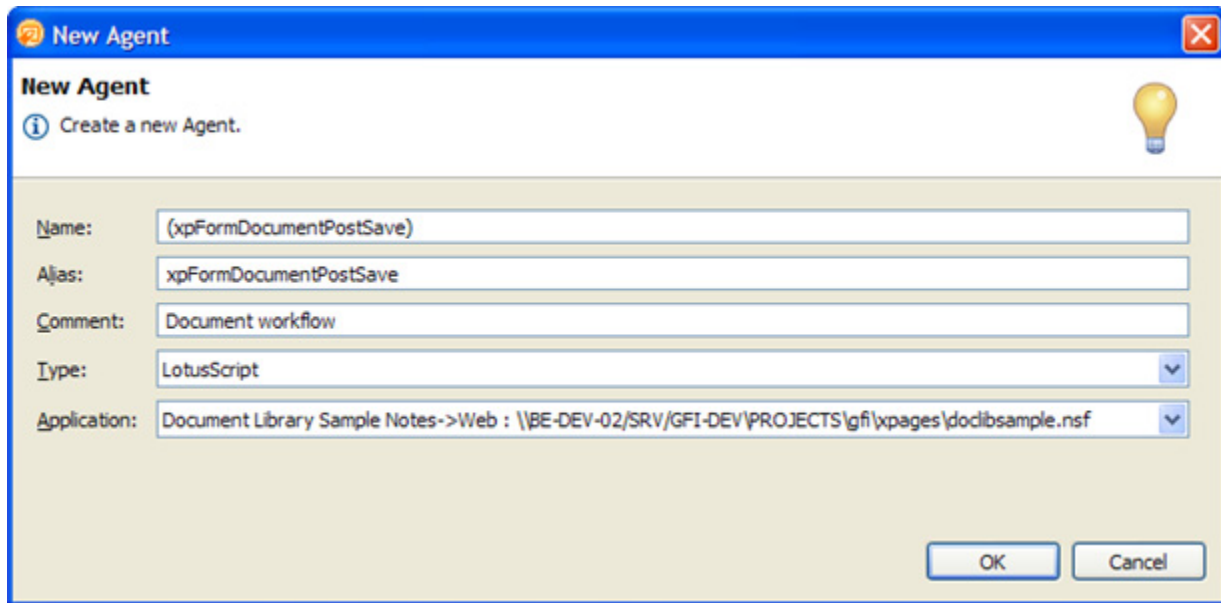 New Agent
New Agent
Create a new Agent.
Name: (xpFormDocumentPostSave)
Alias: xpFormDocumentPostSave
Comment: Document workflow
Type: LotusScript
Application: Document Library Sample Notes->Web : \\BE-DEV-02/SRV/GFI-DEV\PROJECTS\gfi\xpages\doclibsample.nsf
OK Cancel